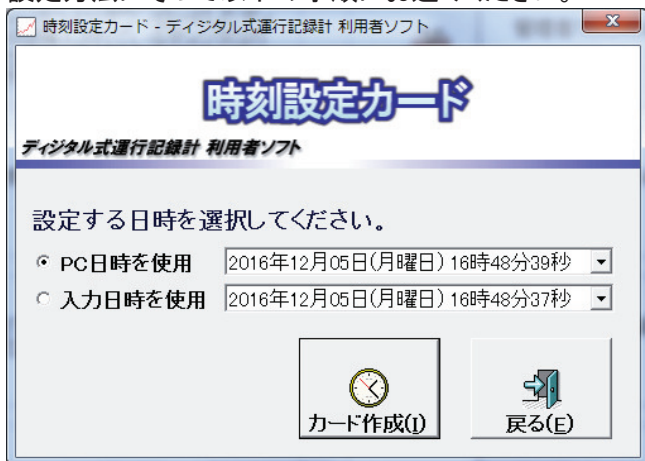 時刻設定カード - ディジタル式運行記録計 利用者ソフト
時刻設定カード
ディジタル式運行記録計 利用者ソフト
設定する日時を選択してください。
PC日時を使用 2016年12月05日(月曜日) 16時48分39秒
入力日時を使用 2016年12月05日(月曜日) 16時48分37秒
カード作成(I) 戻る(E)